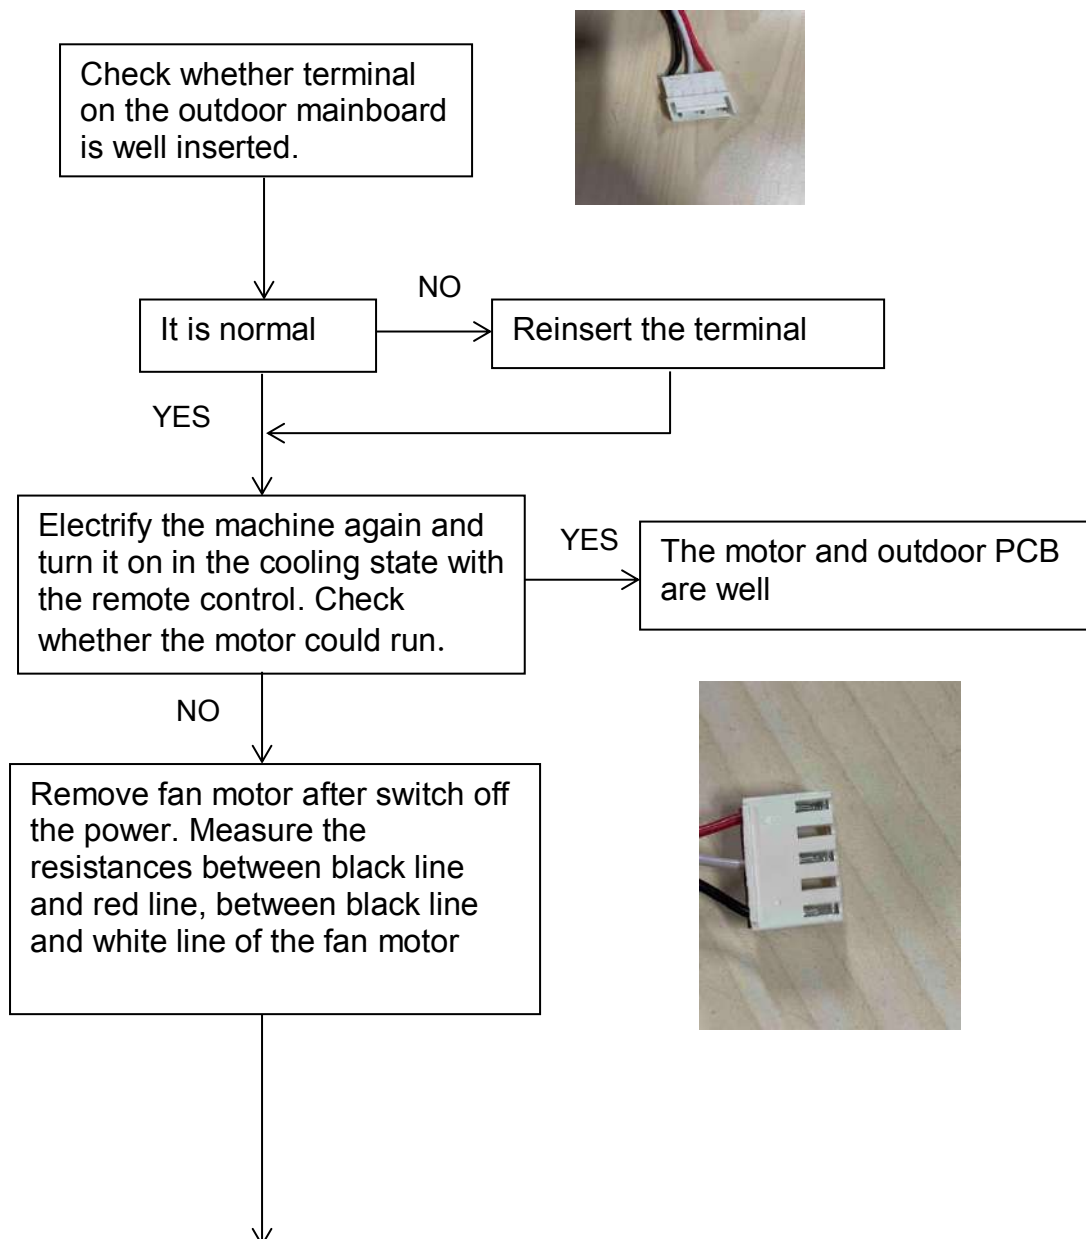 Check whether terminal
on the outdoor mainboard
is well inserted.
NO
It is normal
Reinsert the terminal
YES
Electrify the machine again and
turn it on in the cooling state with
the remote control. Check
whether the motor could run.
YES
The motor and outdoor PCB
are well
NO
Remove fan motor after switch off
the power. Measure the
resistances between black line
and red line, between black line
and white line of the fan motor